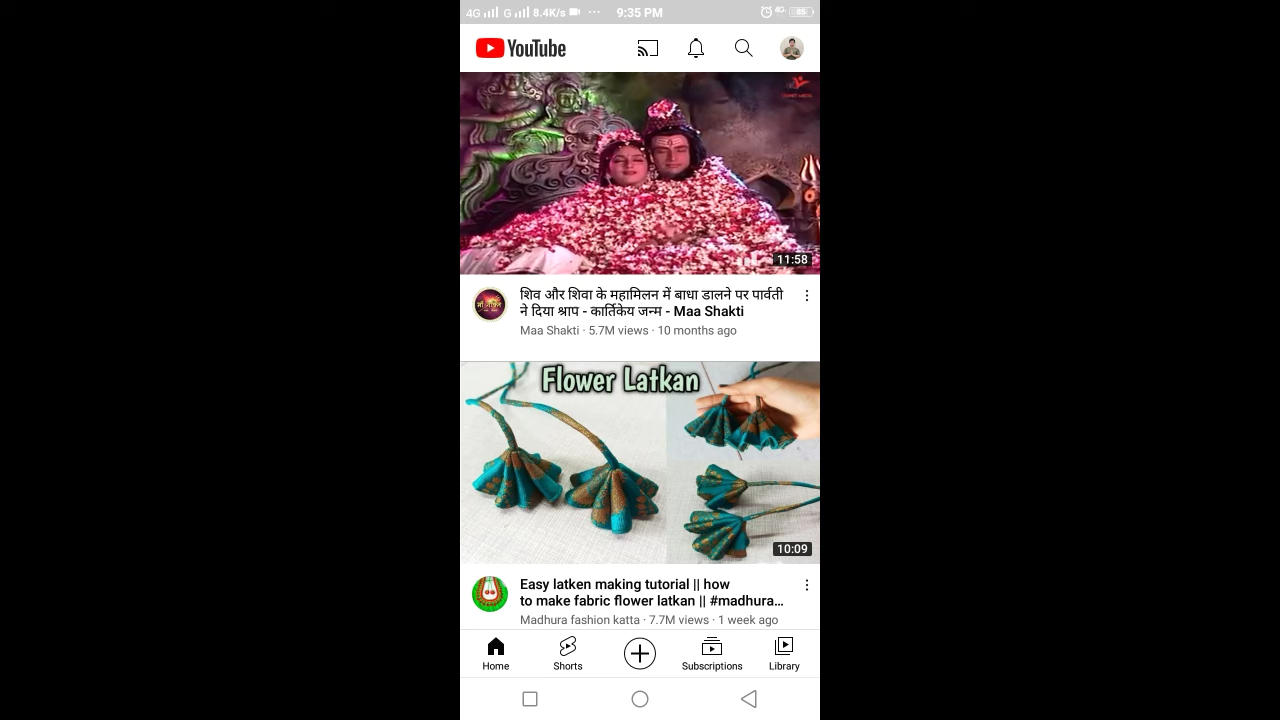 4G G 8.4K/s ... 9:35 PM 4G 85
YouTube
11:58
शिव और शिवा के महामिलन में बाधा डालने पर पार्वती
ने दिया श्राप - कार्तिकेय जन्म - Maa Shakti
Maa Shakti · 5.7M views · 10 months ago
Flower Latkan
10:09
Easy latken making tutorial || how
to make fabric flower latkan || #madhura...
Madhura fashion katta · 7.7M views · 1 week ago
Home Shorts Subscriptions Library